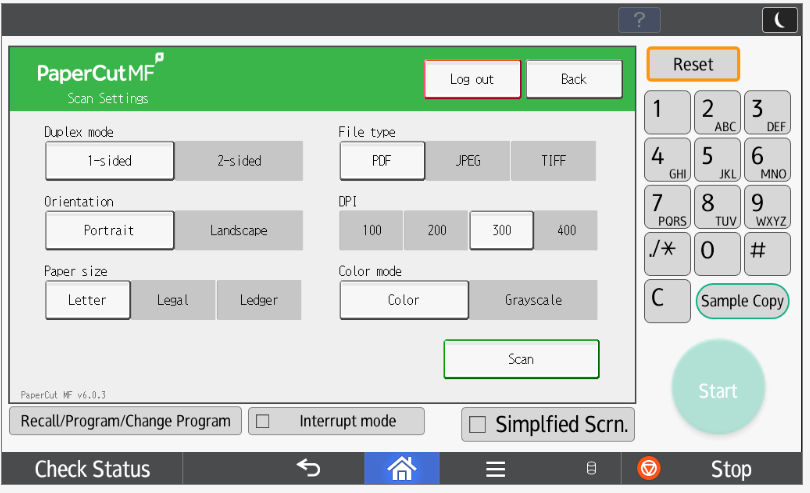 ?
PaperCut MF P
Scan Settings
Log out
Back
Duplex mode
1-sided 2-sided
File type
PDF JPEG TIFF
Orientation
Portrait Landscape
DPI
100 200 300 400
Paper size
Letter Legal Ledger
Color mode
Color Grayscale
Scan
PaperCut MF v6.0.3
Reset
1 2 ABC 3 DEF
4 GHI 5 JKL 6 MNO
7 PQRS 8 TUV 9 WXYZ
./* 0 #
C Sample Copy
Start
Recall/Program/Change Program
Interrupt mode
Simplfied Scrn.
Check Status
Stop